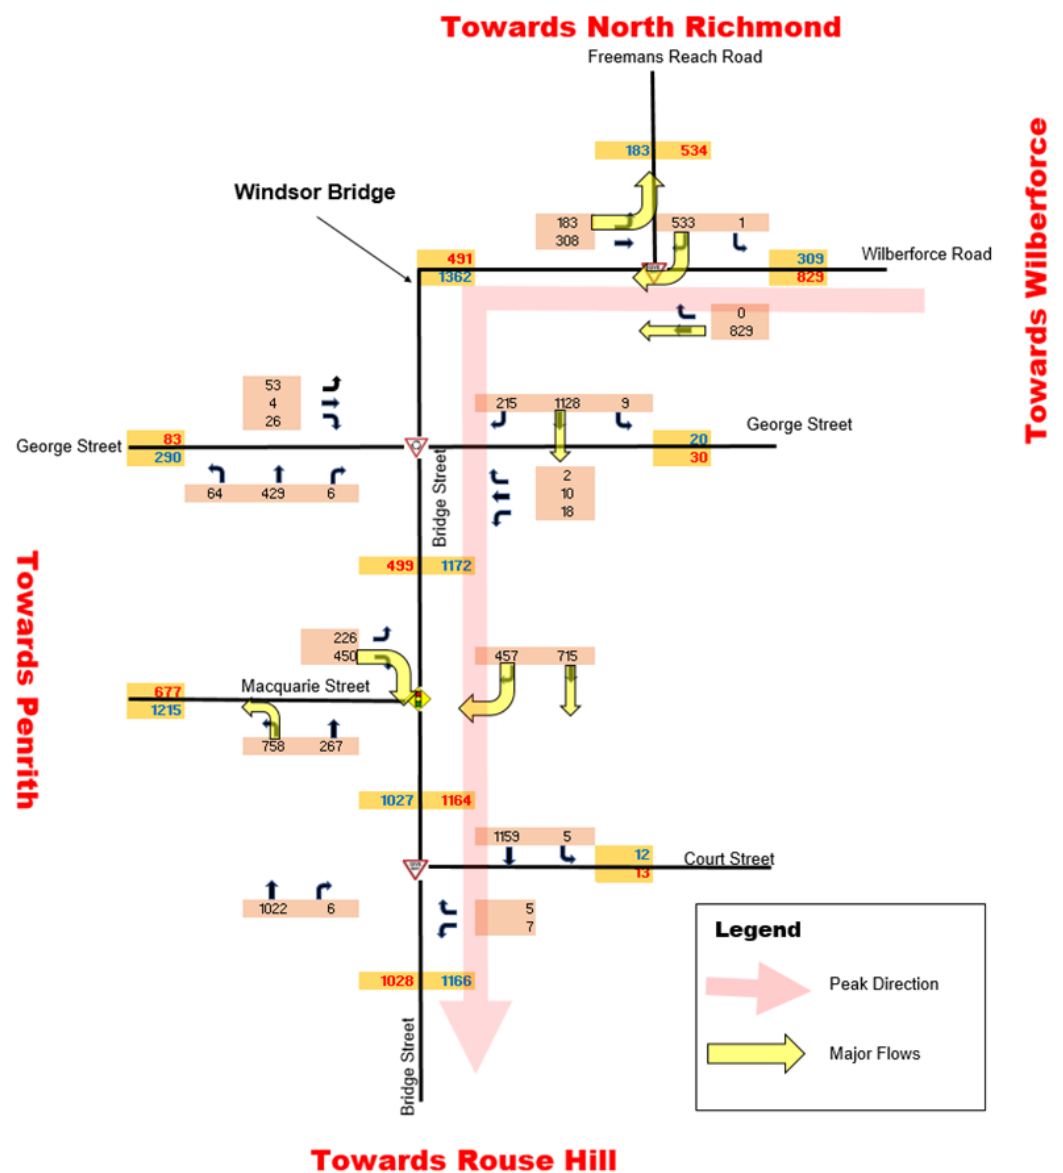 Towards North Richmond
Freemans Reach Road
183 534
Towards Wilberforce
Windsor Bridge
183 533 1
308
491
1362
309
829
Wilberforce Road
0
829
53
4
26
215 1128 9
George Street
George Street
83
290
20
30
64 429 6
2
10
18
Bridge Street
499 1172
Towards Penrith
226
450
457 715
Macquarie Street
677
1215
758 267
1027 1164
1159 5
12
13
Court Street
1022 6
5
7
Legend
1028 1166
Peak Direction
Bridge Street
Major Flows
Towards Rouse Hill